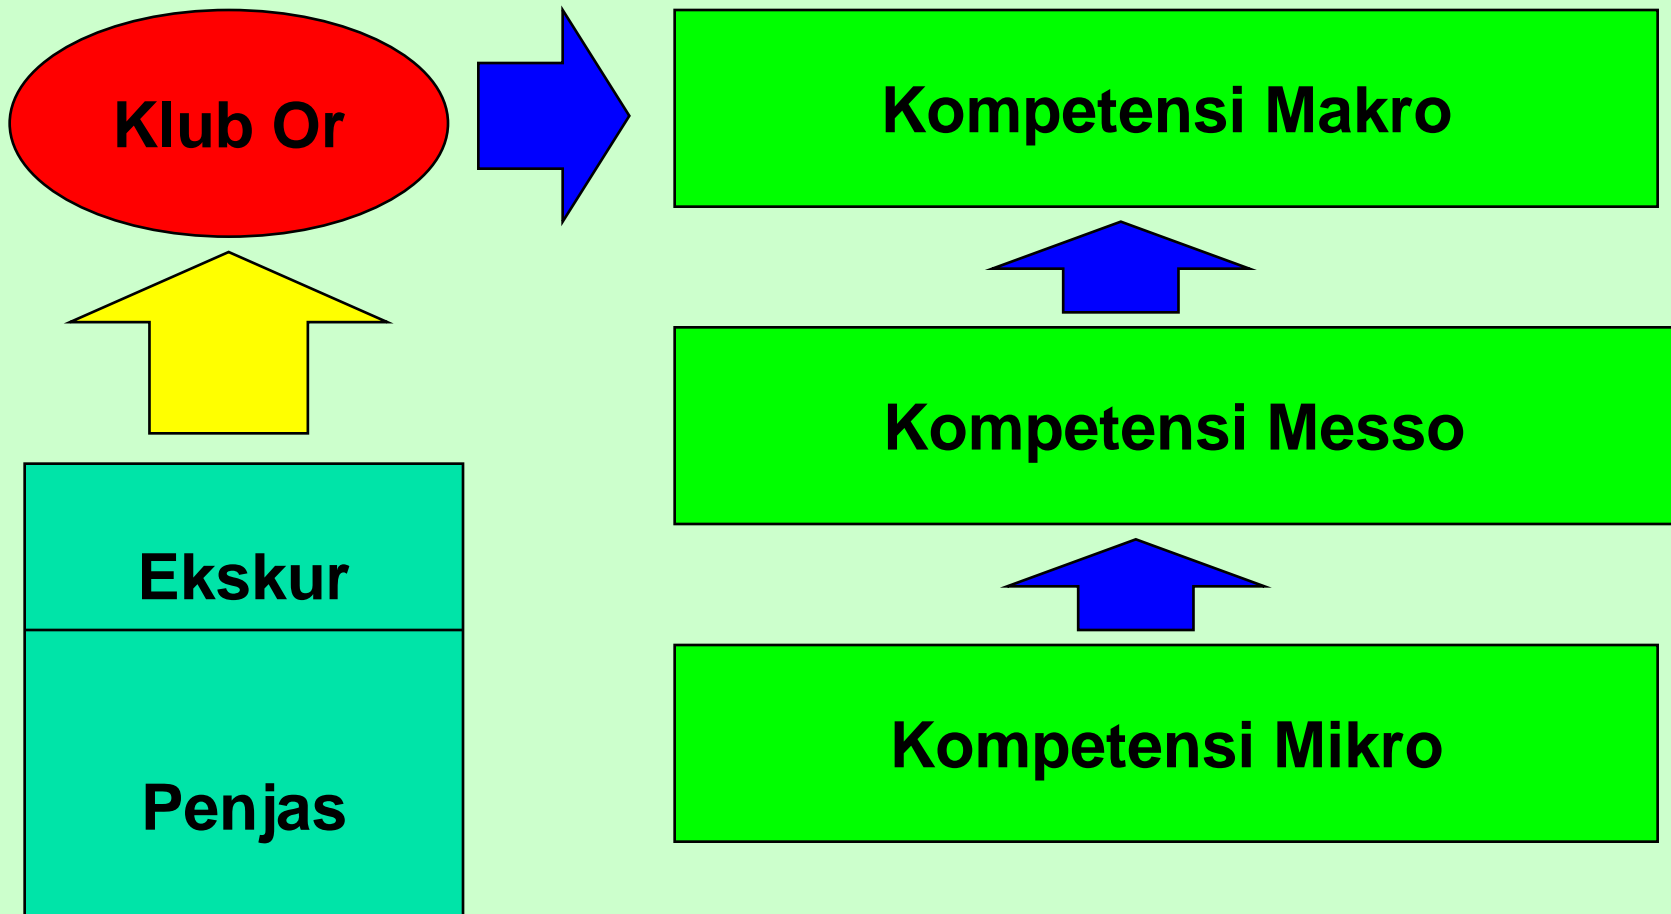 Klub Or
Kompetensi Makro
Kompetensi Messo
Ekskur
Kompetensi Mikro
Penjas